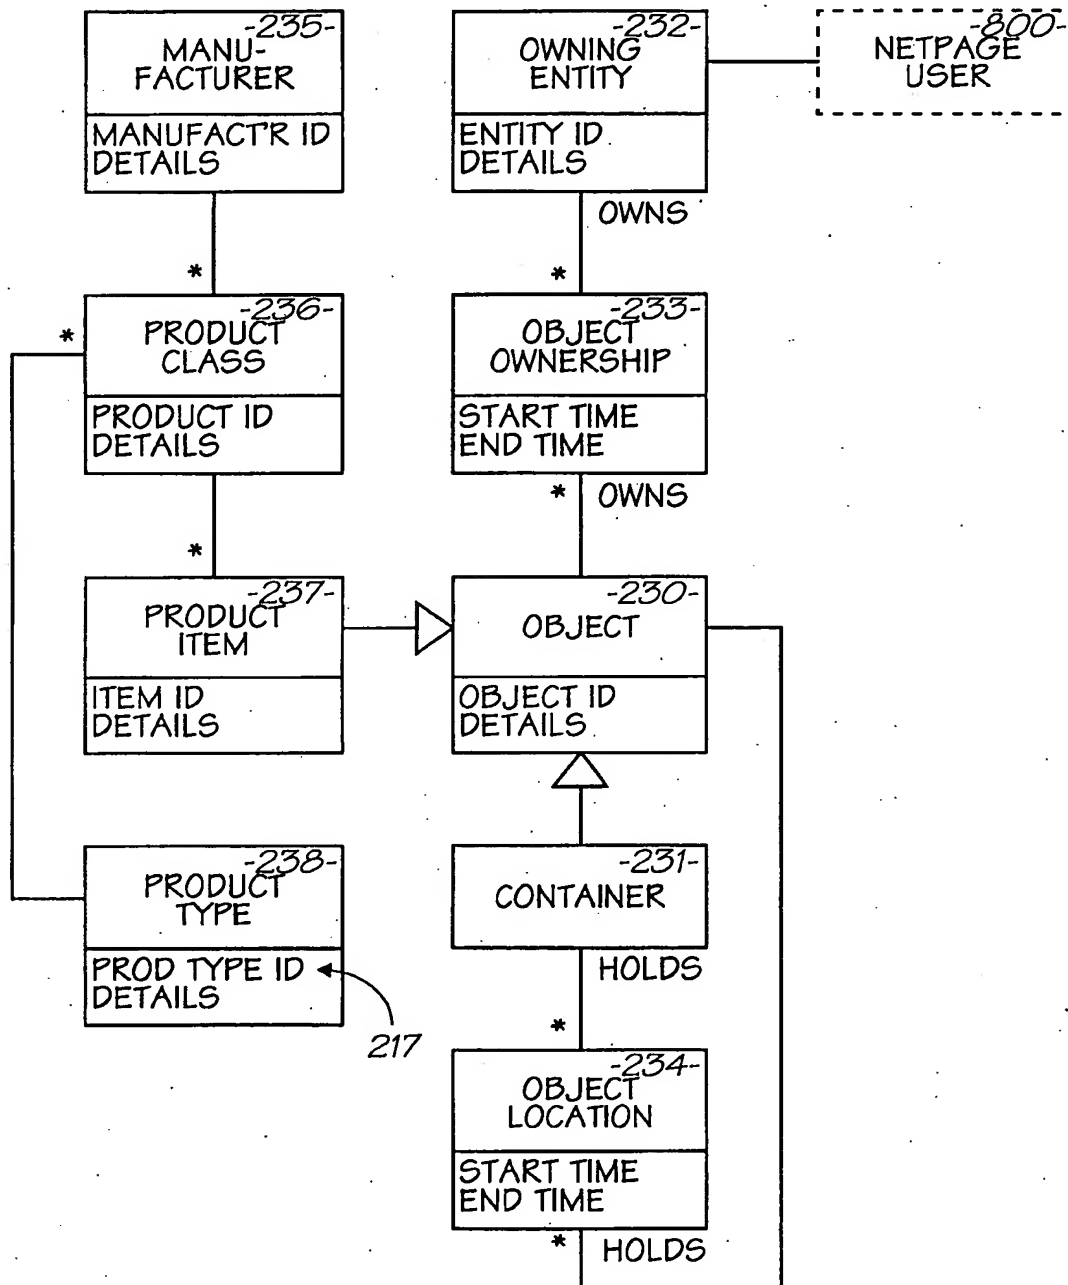 -235-
MANU-
FACTURER
MANUFACT'R ID
DETAILS
-232-
OWNING
ENTITY
ENTITY ID
DETAILS
-800-
NETPAGE
USER
OWNS
*
*
-236-
PRODUCT
CLASS
PRODUCT ID
DETAILS
*
-233-
OBJECT
OWNERSHIP
START TIME
END TIME
* OWNS
*
-237-
PRODUCT
ITEM
ITEM ID
DETAILS
-230-
OBJECT
OBJECT ID
DETAILS
-238-
PRODUCT
TYPE
PROD TYPE ID
DETAILS
217
-231-
CONTAINER
HOLDS
*
-234-
OBJECT
LOCATION
START TIME
END TIME
* HOLDS